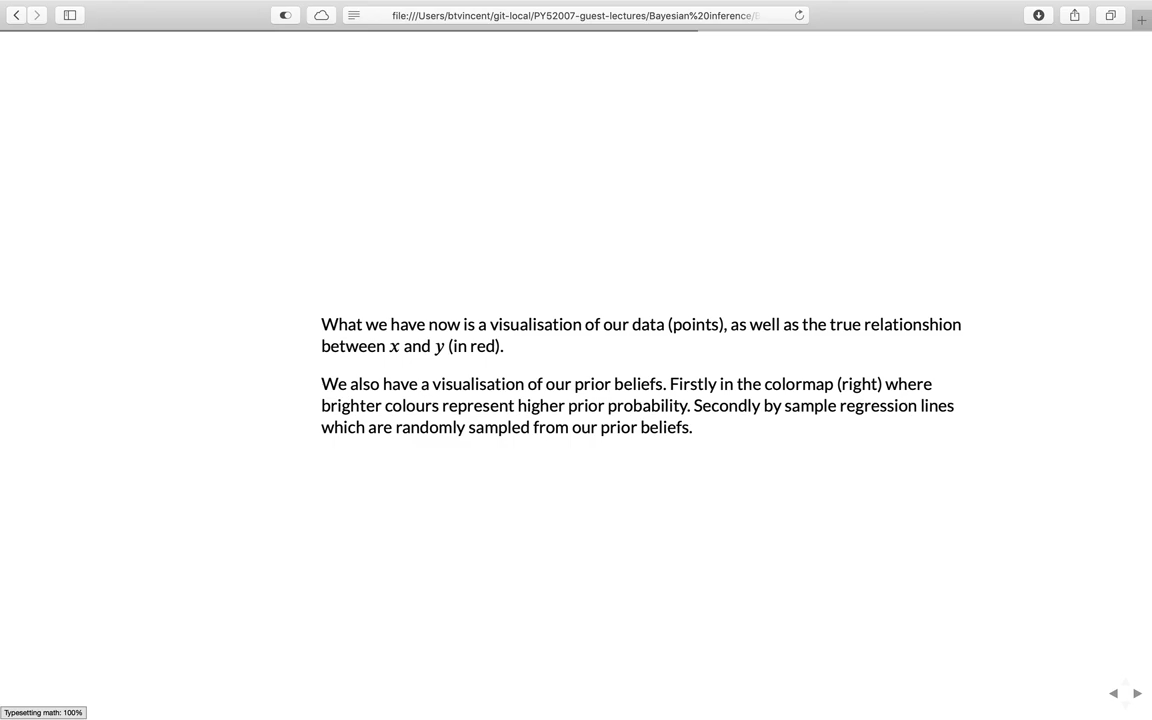 file:///Users/btvincent/git-local/PY52007-guest-lectures/Bayesian%20inference/
What we have now is a visualisation of our data (points), as well as the true relationshion
between x and y (in red).
We also have a visualisation of our prior beliefs. Firstly in the colormap (right) where
brighter colours represent higher prior probability. Secondly by sample regression lines
which are randomly sampled from our prior beliefs.
Typesetting math: 100%